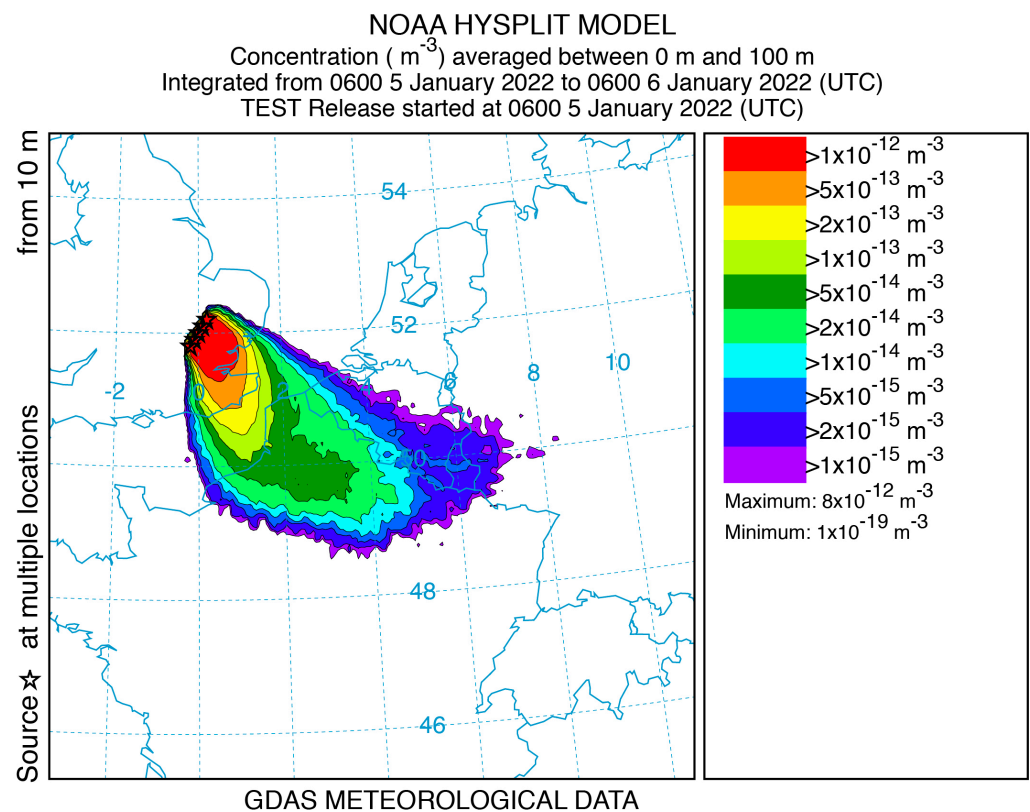 NOAA HYSPLIT MODEL
Concentration ( m-3) averaged between 0 m and 100 m
Integrated from 0600 5 January 2022 to 0600 6 January 2022 (UTC)
TEST Release started at 0600 5 January 2022 (UTC)
Source ☆ at multiple locations from 10 m
54
52
10
8
6
4
2
0
-2
50
48
46
>1x10-12 m-3
>5x10-13 m-3
>2x10-13 m-3
>1x10-13 m-3
>5x10-14 m-3
>2x10-14 m-3
>1x10-14 m-3
>5x10-15 m-3
>2x10-15 m-3
>1x10-15 m-3
Maximum: 8x10-12 m-3
Minimum: 1x10-19 m-3
GDAS METEOROLOGICAL DATA